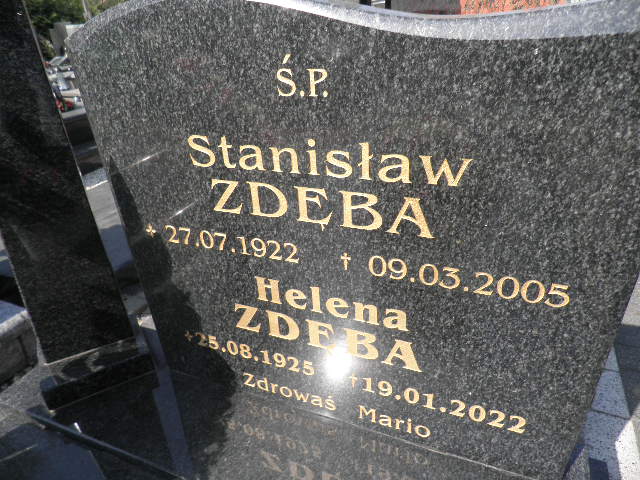 Ś.P.
Stanisław
ZDĘBA
* 27.07.1922 † 09.03.2005
Helena
ZDĘBA
*25.08.1925 †19.01.2022
Zdrowaś Mario